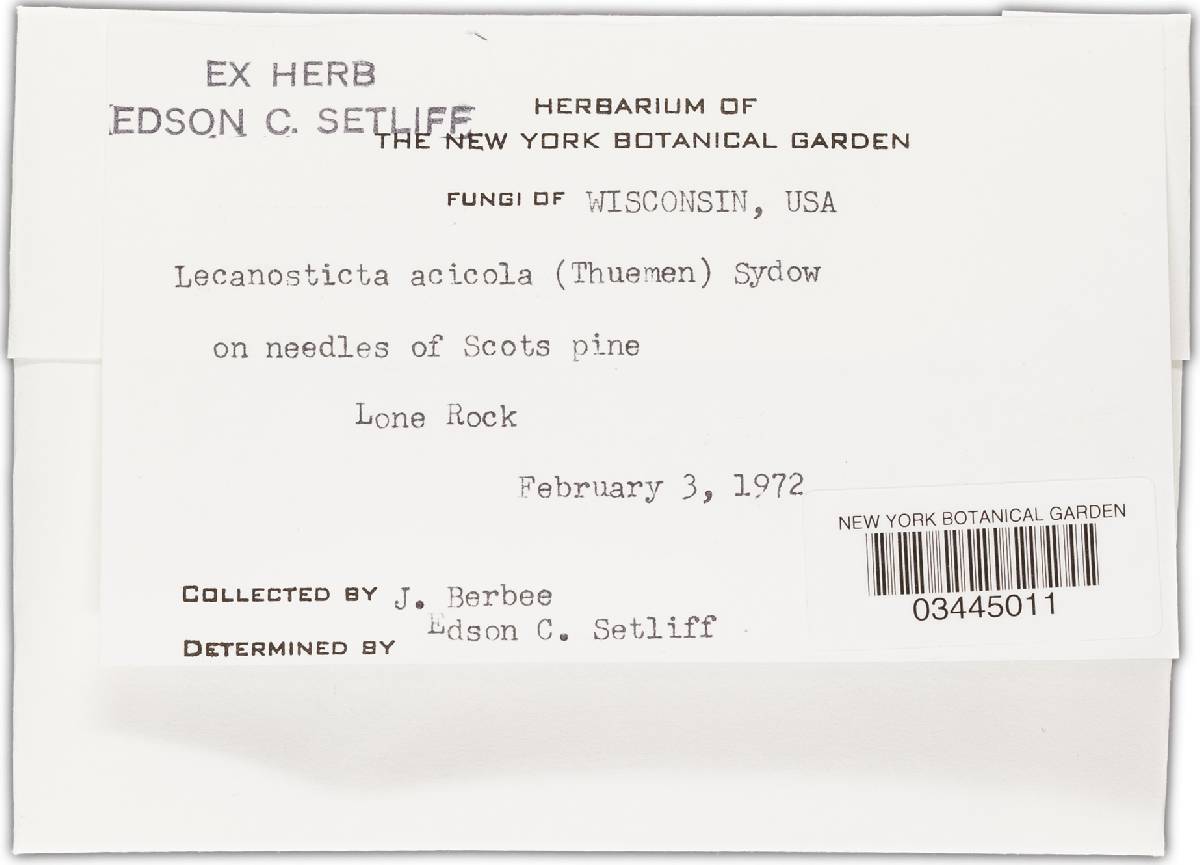 EX HERB
EDSON C. SETLIFF
HERBARIUM OF
THE NEW YORK BOTANICAL GARDEN
FUNGI OF WISCONSIN, USA
Lecanosticta acicola (Thuemen) Sydow
on needles of Scots pine
Lone Rock
February 3, 1972
NEW YORK BOTANICAL GARDEN
03445011
COLLECTED BY J. Berbee
Edson C. Setliff
DETERMINED BY